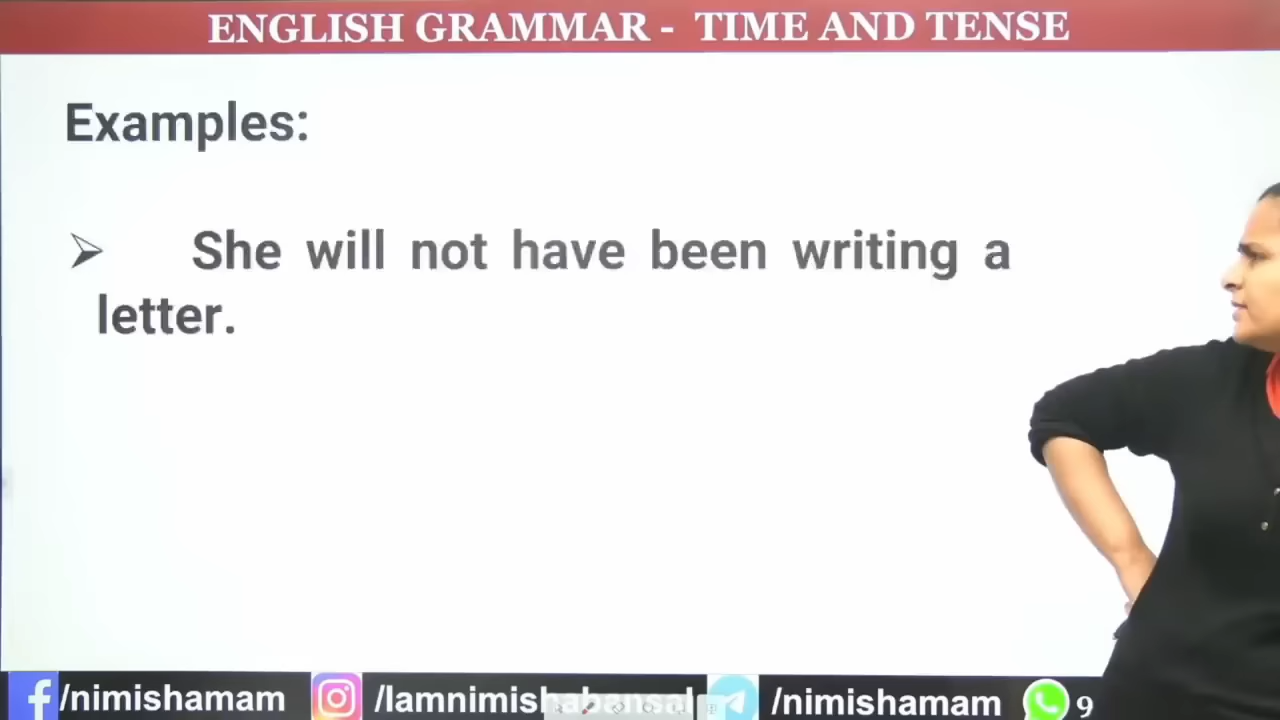 ENGLISH GRAMMAR - TIME AND TENSE
Examples:
➢ She will not have been writing a
letter.
/nimishamam /Iamnimishabansal /nimishamam 9